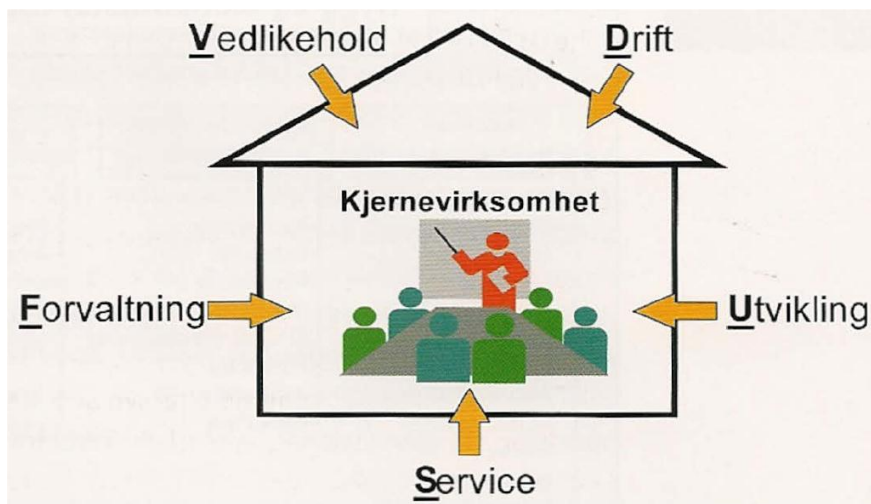 Vedlikehold
Drift
Kjernevirksomhet
Forvaltning
Utvikling
Service